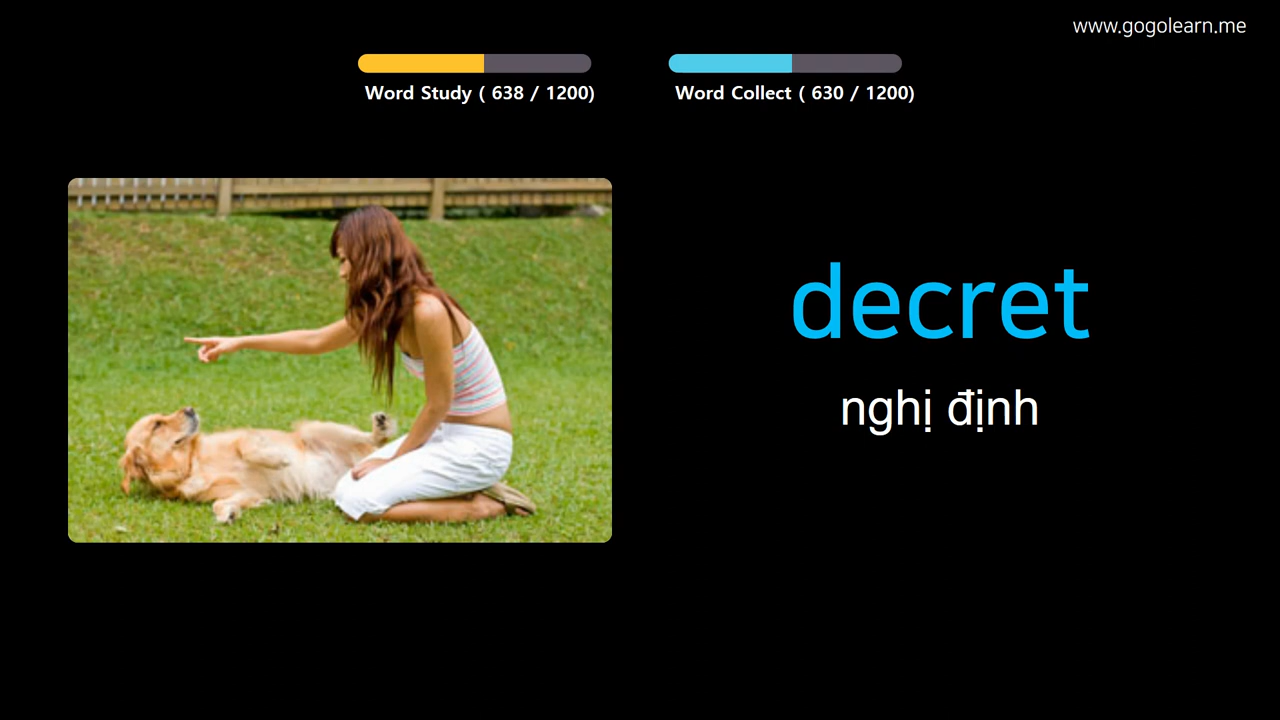 www.gogolearn.me
Word Study ( 638 / 1200)
Word Collect ( 630 / 1200)
decret
nghị định